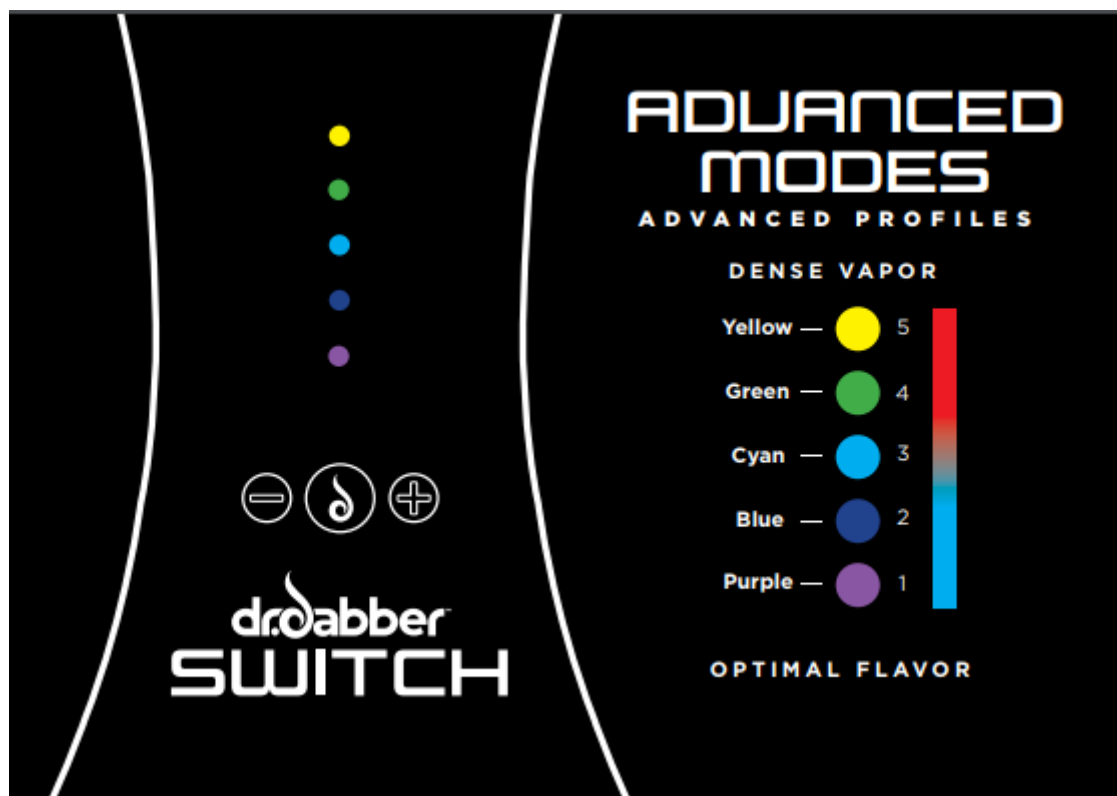 ADVANCED
MODES
ADVANCED PROFILES
DENSE VAPOR
Yellow — 5
Green — 4
Cyan — 3
Blue — 2
Purple — 1
OPTIMAL FLAVOR
dr.dabber™
SWITCH